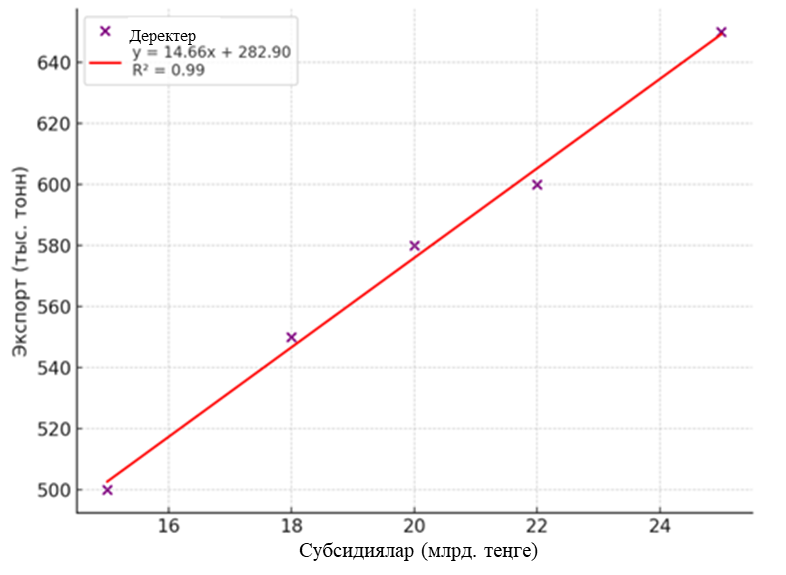 Деректер
y = 14.66x + 282.90
R² = 0.99
Экспорт (тыс. тонн)
640
620
600
580
560
540
520
500
16 18 20 22 24
Субсидиялар (млрд. теңге)